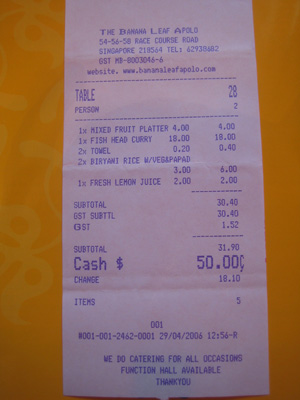 THE BANANA LEAF APOLO
54-56-58 RACE COURSE ROAD
SINGAPORE 218564 TEL: 62938682
GST MB-8003046-6
website. www.bananaleafapolo.com
TABLE 28
PERSON 2
1x MIXED FRUIT PLATTER 4.00 4.00
1x FISH HEAD CURRY 18.00 18.00
2x TOWEL 0.20 0.40
2x BIRYANI RICE W/VEG&PAPAD
3.00 6.00
1x FRESH LEMON JUICE 2.00 2.00
SUBTOTAL 30.40
GST SUBTTL 30.40
GST 1.52
SUBTOTAL 31.90
Cash $ 50.00
CHANGE 18.10
ITEMS 5
001
#001-001-2462-0001 29/04/2006 12:56-R
WE DO CATERING FOR ALL OCCASIONS
FUNCTION HALL AVAILABLE
THANKYOU